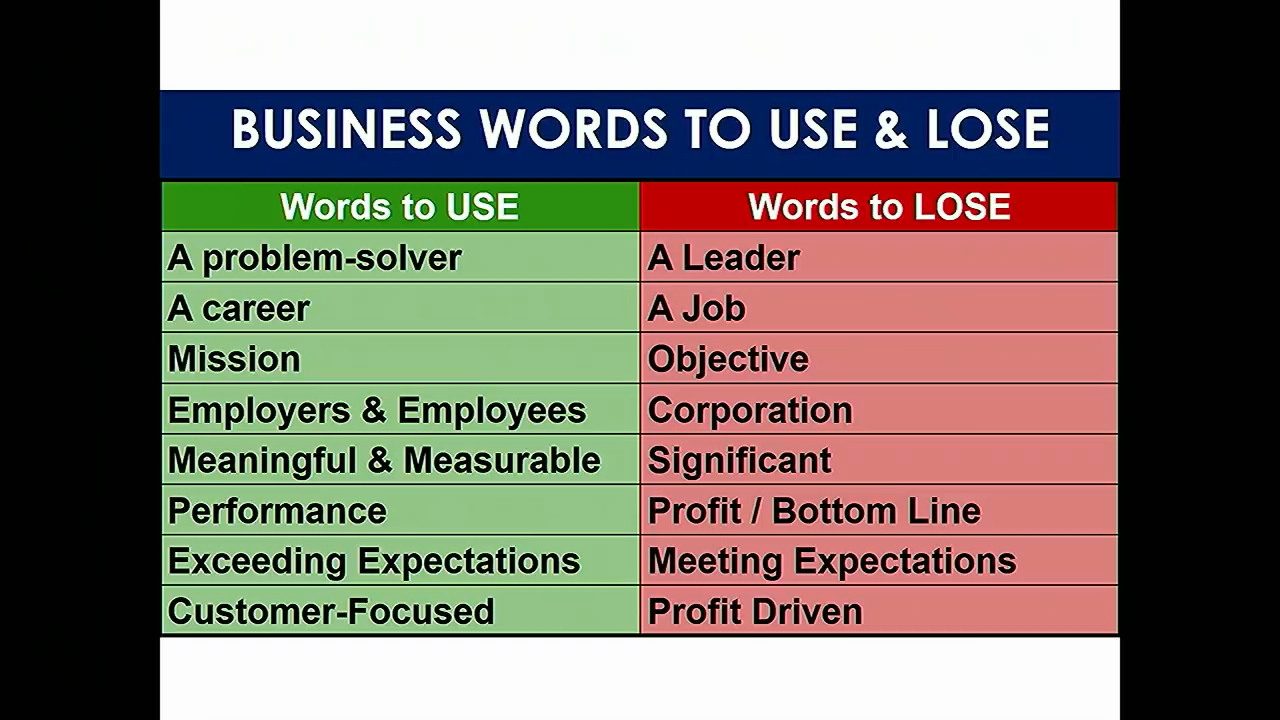 BUSINESS WORDS TO USE & LOSE
Words to USE Words to LOSE
A problem-solver A Leader
A career A Job
Mission Objective
Employers & Employees Corporation
Meaningful & Measurable Significant
Performance Profit / Bottom Line
Exceeding Expectations Meeting Expectations
Customer-Focused Profit Driven